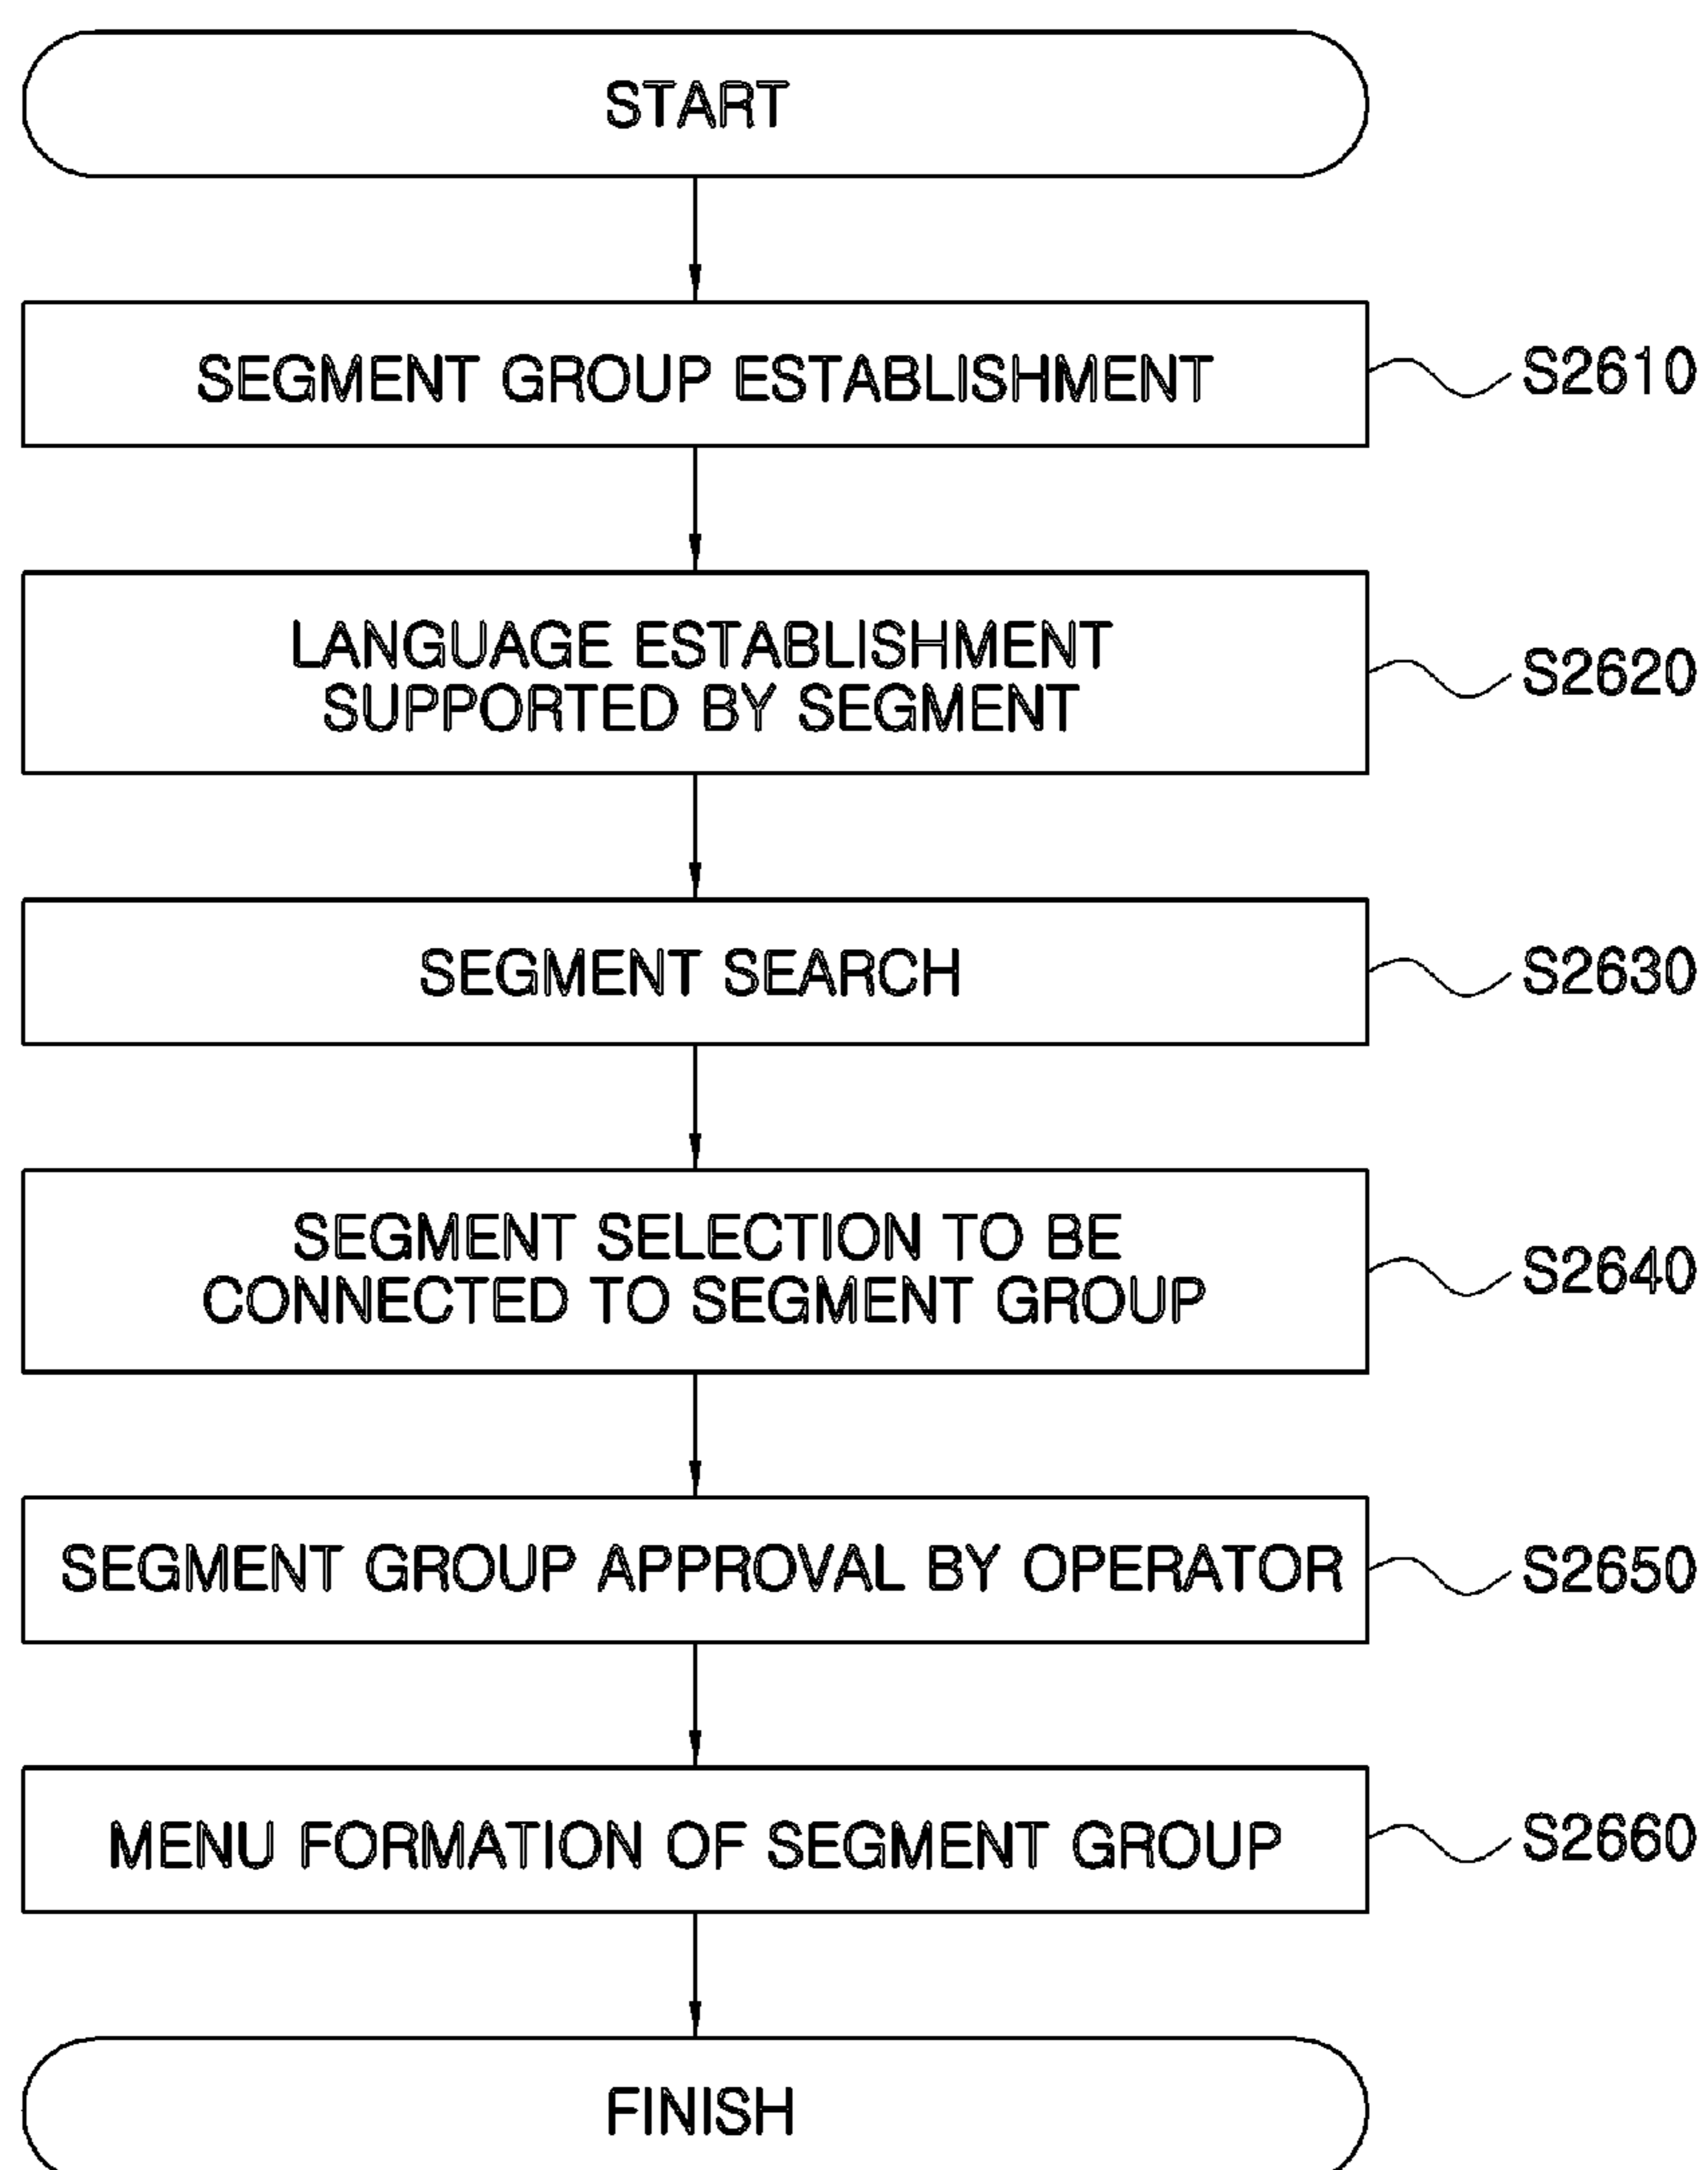 START
SEGMENT GROUP ESTABLISHMENT
S2610
LANGUAGE ESTABLISHMENT
SUPPORTED BY SEGMENT
S2620
SEGMENT SEARCH
S2630
SEGMENT SELECTION TO BE
CONNECTED TO SEGMENT GROUP
S2640
SEGMENT GROUP APPROVAL BY OPERATOR
S2650
MENU FORMATION OF SEGMENT GROUP
S2660
FINISH